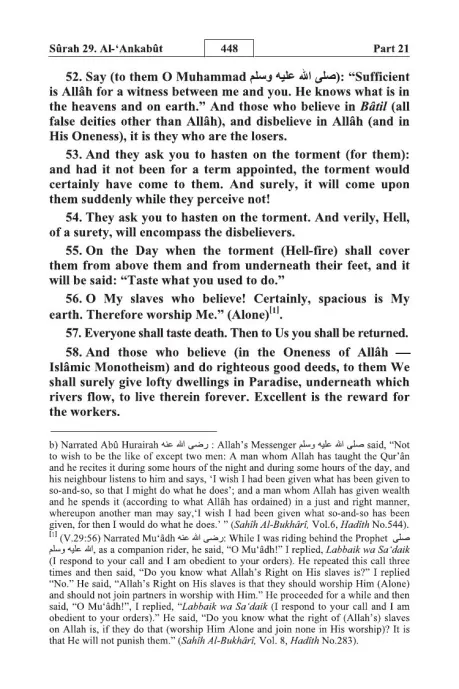 Sûrah 29. Al-‘Ankabût
448
Part 21
52. Say (to them O Muhammad صلى الله عليه وسلم): “Sufficient
is Allâh for a witness between me and you. He knows what is in
the heavens and on earth.” And those who believe in Bâtil (all
false deities other than Allâh), and disbelieve in Allâh (and in
His Oneness), it is they who are the losers.
53. And they ask you to hasten on the torment (for them):
and had it not been for a term appointed, the torment would
certainly have come to them. And surely, it will come upon
them suddenly while they perceive not!
54. They ask you to hasten on the torment. And verily, Hell,
of a surety, will encompass the disbelievers.
55. On the Day when the torment (Hell-fire) shall cover
them from above them and from underneath their feet, and it
will be said: “Taste what you used to do.”
56. O My slaves who believe! Certainly, spacious is My
earth. Therefore worship Me.” (Alone)[1].
57. Everyone shall taste death. Then to Us you shall be returned.
58. And those who believe (in the Oneness of Allâh —
Islâmic Monotheism) and do righteous good deeds, to them We
shall surely give lofty dwellings in Paradise, underneath which
rivers flow, to live therein forever. Excellent is the reward for
the workers.
b) Narrated Abû Hurairah رضى الله عنه : Allah’s Messenger صلى الله عليه وسلم said, “Not
to wish to be the like of except two men: A man whom Allah has taught the Qur’ân
and he recites it during some hours of the night and during some hours of the day, and
his neighbour listens to him and says, ‘I wish I had been given what has been given to
so-and-so, so that I might do what he does’; and a man whom Allah has given wealth
and he spends it (according to what Allâh has ordained) in a just and right manner,
whereupon another man may say,‘I wish I had been given what so-and-so has been
given, for then I would do what he does.’ ” (Sahih Al-Bukhârî, Vol.6, Hadîth No.544).
[1] (V.29:56) Narrated Mu‘âdh رضى الله عنه: While I was riding behind the Prophet صلى
الله عليه وسلم, as a companion rider, he said, “O Mu‘âdh!” I replied, Labbaik wa Sa‘daik
(I respond to your call and I am obedient to your orders). He repeated this call three
times and then said, “Do you know what Allah’s Right on His slaves is?” I replied
“No.” He said, “Allah’s Right on His slaves is that they should worship Him (Alone)
and should not join partners in worship with Him.” He proceeded for a while and then
said, “O Mu‘âdh!”, I replied, “Labbaik wa Sa‘daik (I respond to your call and I am
obedient to your orders).” He said, “Do you know what the right of (Allah’s) slaves
on Allah is, if they do that (worship Him Alone and join none in His worship)? It is
that He will not punish them.” (Sahîh Al-Bukhârî, Vol. 8, Hadîth No.283).